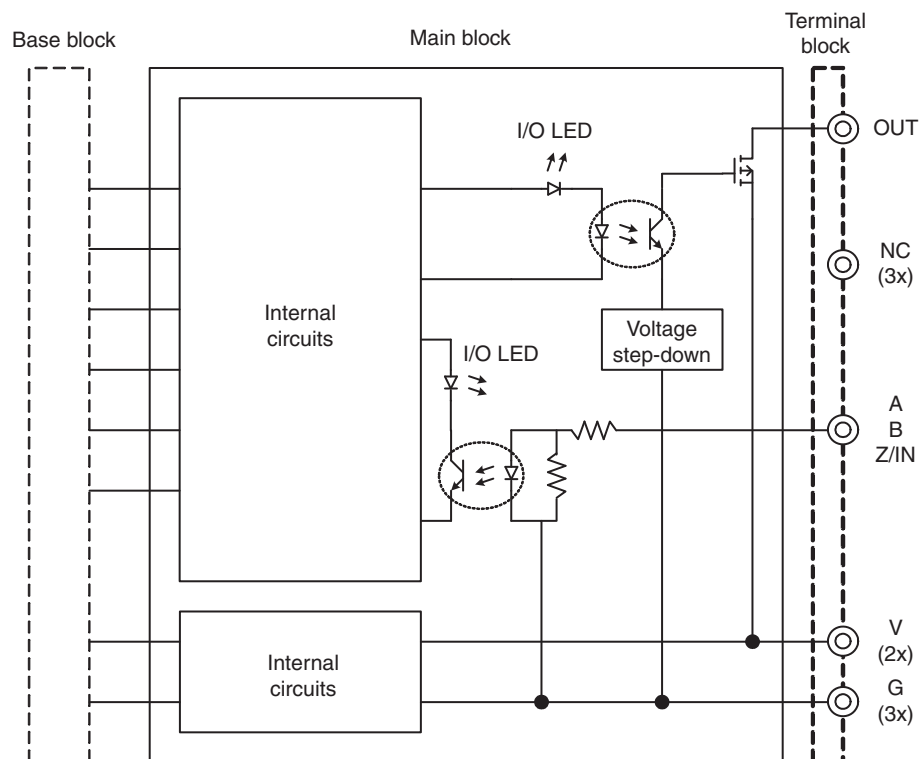 Base block
Main block
Terminal
block
I/O LED
OUT
NC
(3x)
Internal
circuits
Voltage
step-down
I/O LED
A
B
Z/IN
V
(2x)
Internal
circuits
G
(3x)